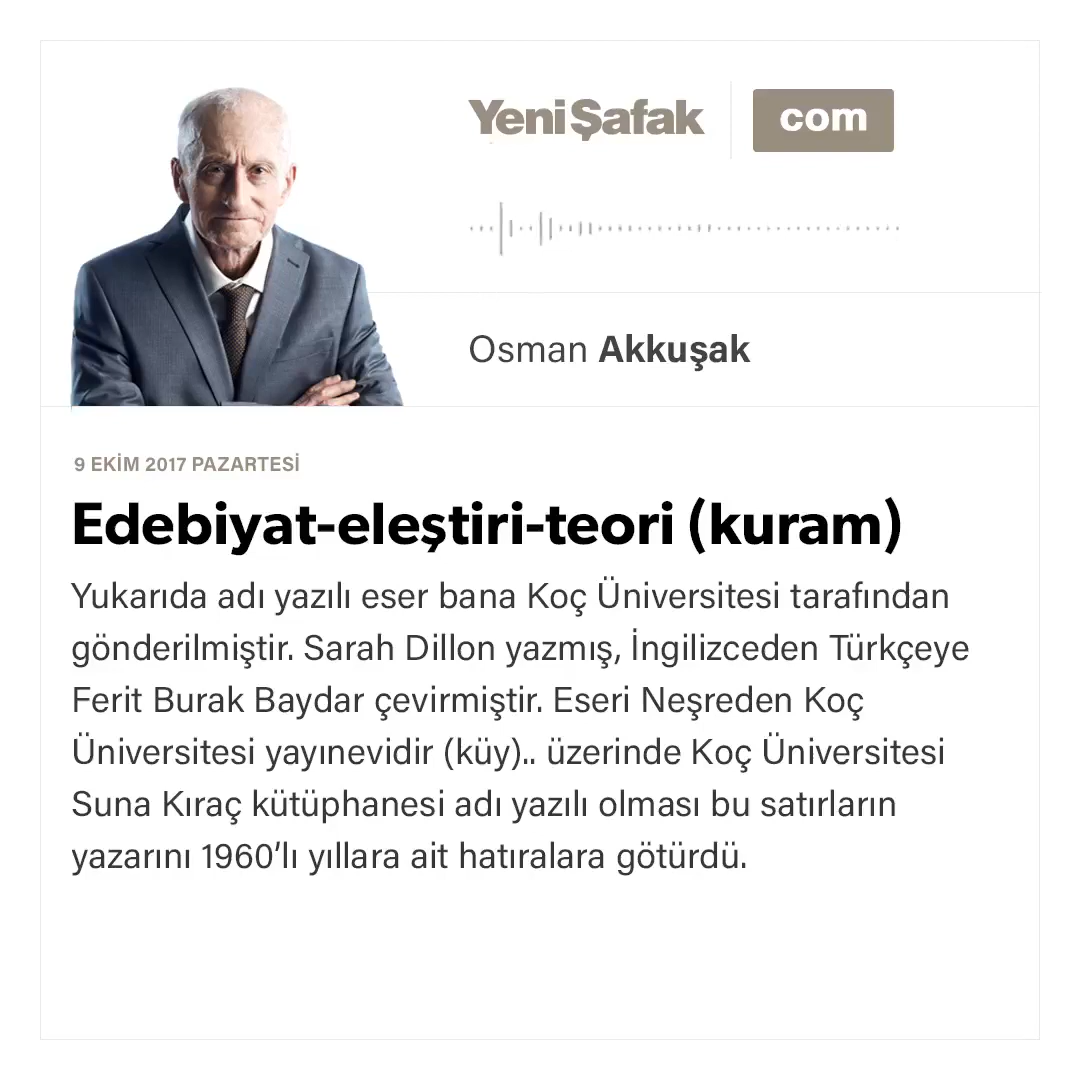 YeniŞafak
com
Osman Akkuşak
9 EKİM 2017 PAZARTESİ
Edebiyat-eleştiri-teori (kuram)
Yukarıda adı yazılı eser bana Koç Üniversitesi tarafından
gönderilmiştir. Sarah Dillon yazmış, İngilizceden Türkçeye
Ferit Burak Baydar çevirmiştir. Eseri Neşreden Koç
Üniversitesi yayınevidir (küy).. üzerinde Koç Üniversitesi
Suna Kıraç kütüphanesi adı yazılı olması bu satırların
yazarını 1960’lı yıllara ait hatıralara götürdü.